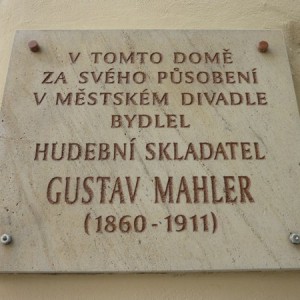 V TOMTO DOMĚ
ZA SVÉHO PŮSOBENÍ
V MĚSTSKÉM DIVADLE
BYDLEL
HUDEBNÍ SKLADATEL
GUSTAV MAHLER
(1860-1911)